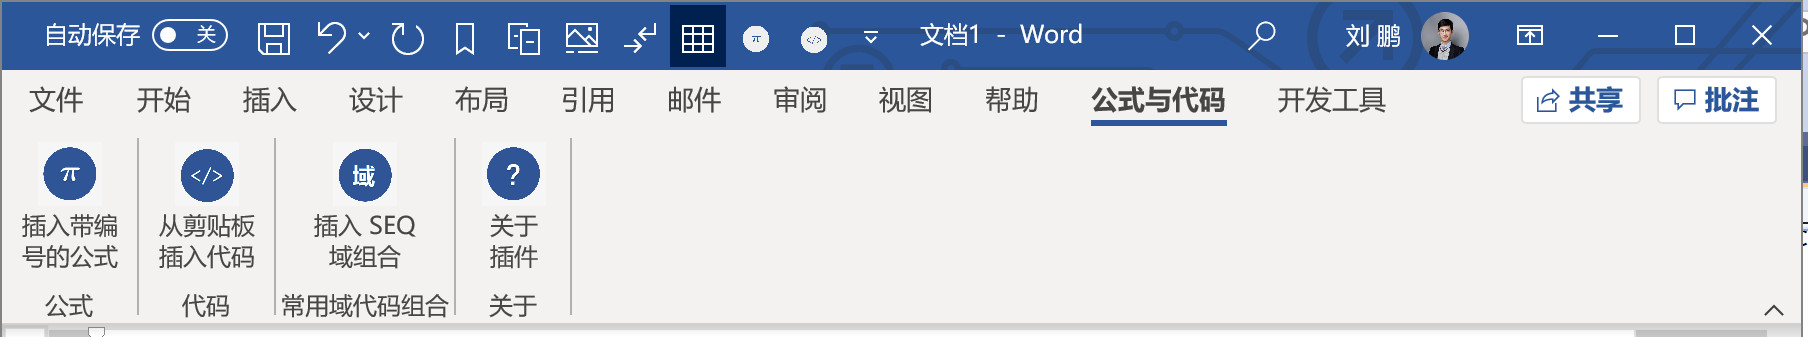 自动保存 关 文档1 - Word 刘 鹏
文件 开始 插入 设计 布局 引用 邮件 审阅 视图 帮助 公式与代码 开发工具 共享 批注
π </> 域 ?
插入带编
号的公式
从剪贴板
插入代码
插入 SEQ
域组合
关于
插件
公式 代码 常用域代码组合 关于